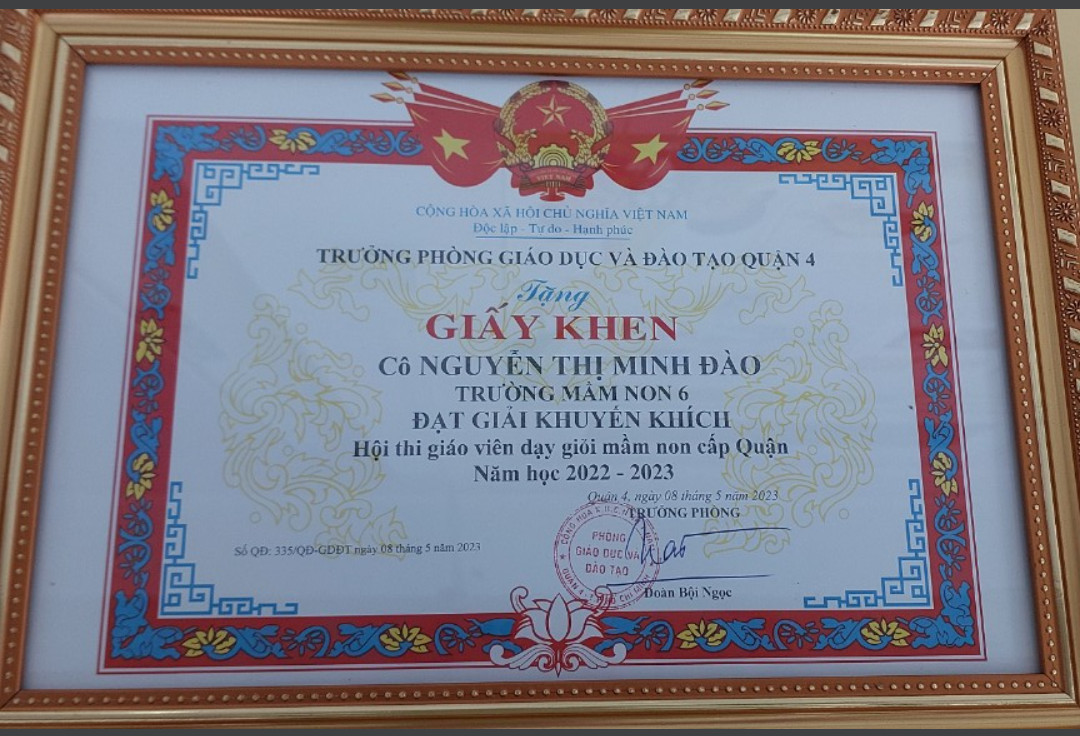 VIỆT NAM
CỘNG HÒA XÃ HỘI CHỦ NGHĨA VIỆT NAM
Độc lập - Tự do - Hạnh phúc
TRƯỞNG PHÒNG GIÁO DỤC VÀ ĐÀO TẠO QUẬN 4
Tặng
GIẤY KHEN
Cô NGUYỄN THỊ MINH ĐÀO
TRƯỜNG MẦM NON 6
ĐẠT GIẢI KHUYẾN KHÍCH
Hội thi giáo viên dạy giỏi mầm non cấp Quận
Năm học 2022 - 2023
Quận 4, ngày 08 tháng 5 năm 2023
TRƯỞNG PHÒNG
PHÒNG
GIÁO DỤC VÀ
ĐÀO TẠO
Số QĐ: 335/QĐ-GDĐT ngày 08 tháng 5 năm 2023
Đoàn Bội Ngọc